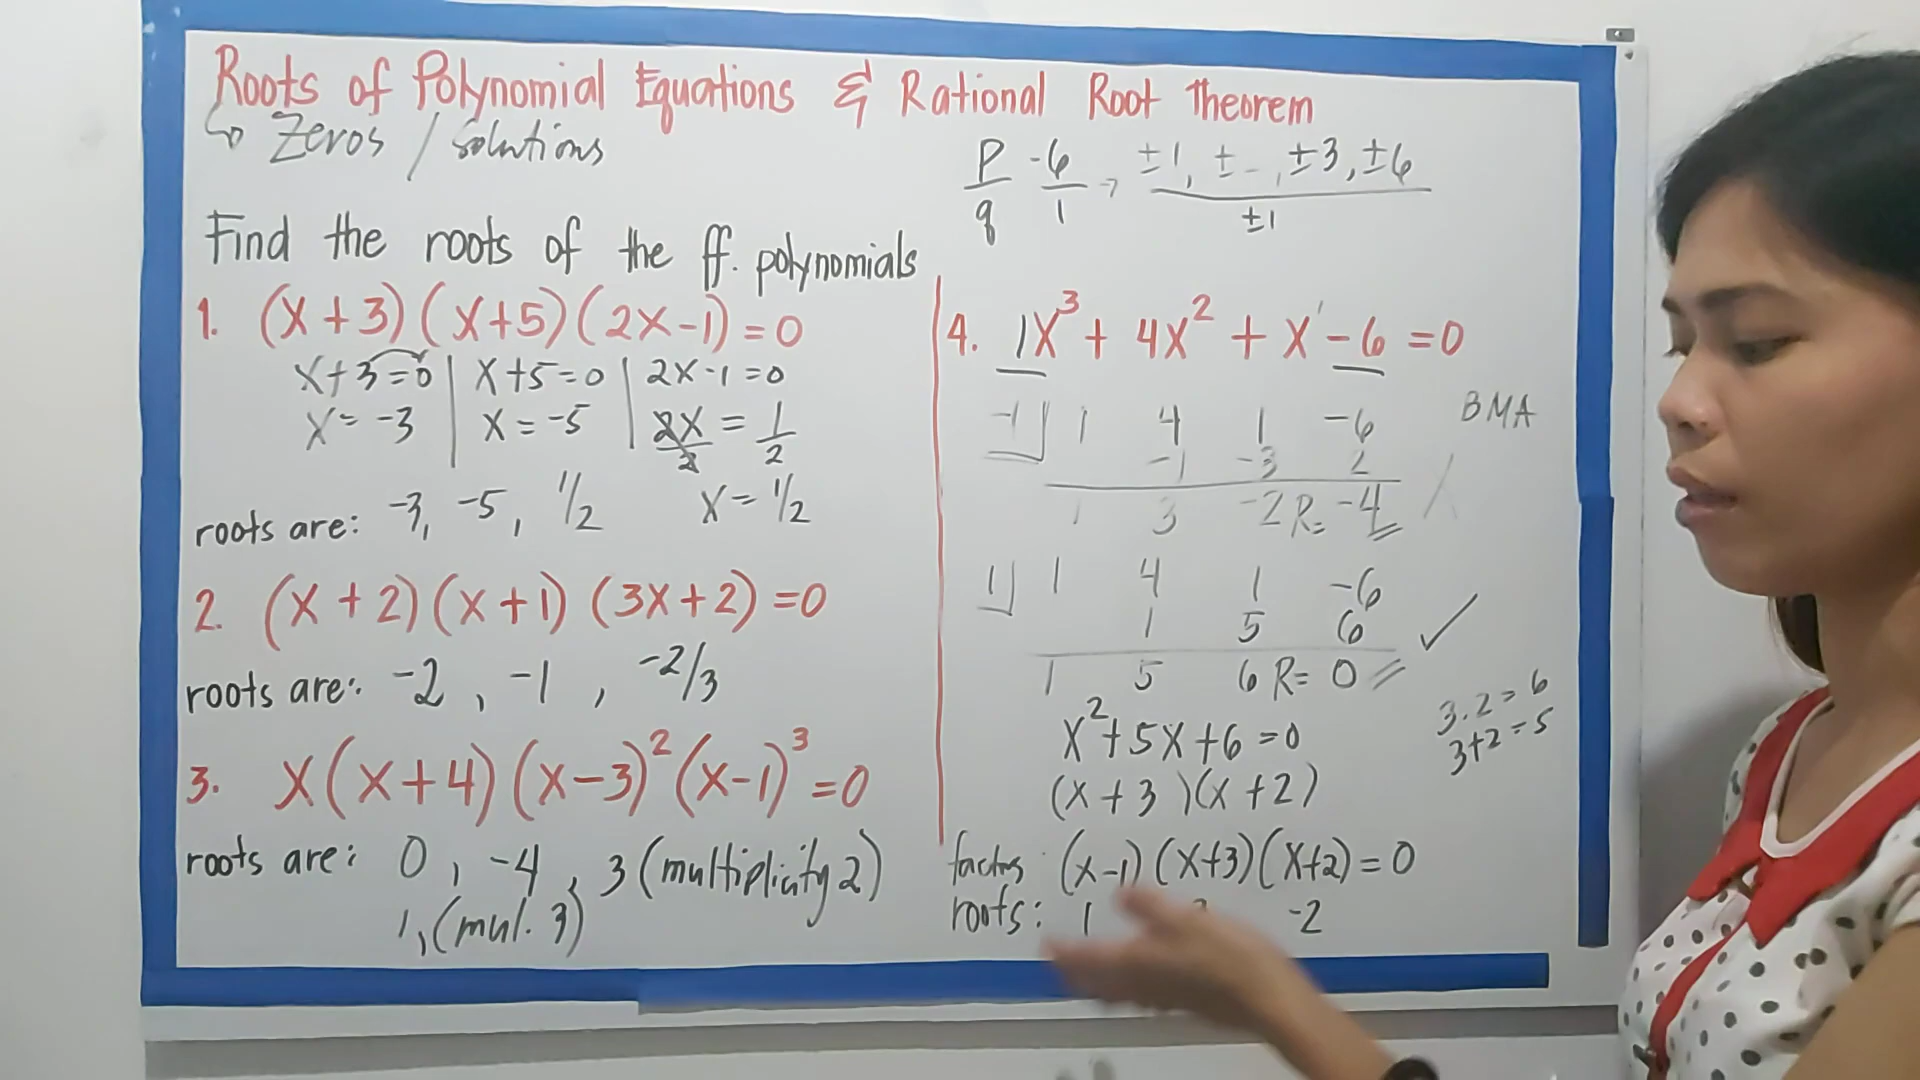 Roots of Polynomial Equations & Rational Root Theorem
↳ Zeros / Solutions
Find the roots of the ff. polynomials
1. (x+3)(x+5)(2x-1)=0
x+3=0 | x+5=0 | 2x-1=0
x=-3 | x=-5 | 2x/2 = 1/2
x=1/2
roots are: -3, -5, 1/2
2. (x+2)(x+1)(3x+2)=0
roots are: -2, -1, -2/3
3. x(x+4)(x-3)²(x-1)³=0
roots are: 0, -4, 3 (multiplicity 2)
1, (mul. 3)
p/q -6/1 → ±1, ± , ±3, ±6 / ±1
4. 1x³ + 4x² + x - 6 = 0
BMA
-1 | 1 4 1 -6
-1 -3 2
1 3 -2 R= -4
1 | 1 4 1 -6
1 5 6 ✓
1 5 6 R= 0
3·2=6
3+2=5
x²+5x+6=0
(x+3)(x+2)
factors: (x-1)(x+3)(x+2)=0
roots: 1 -2